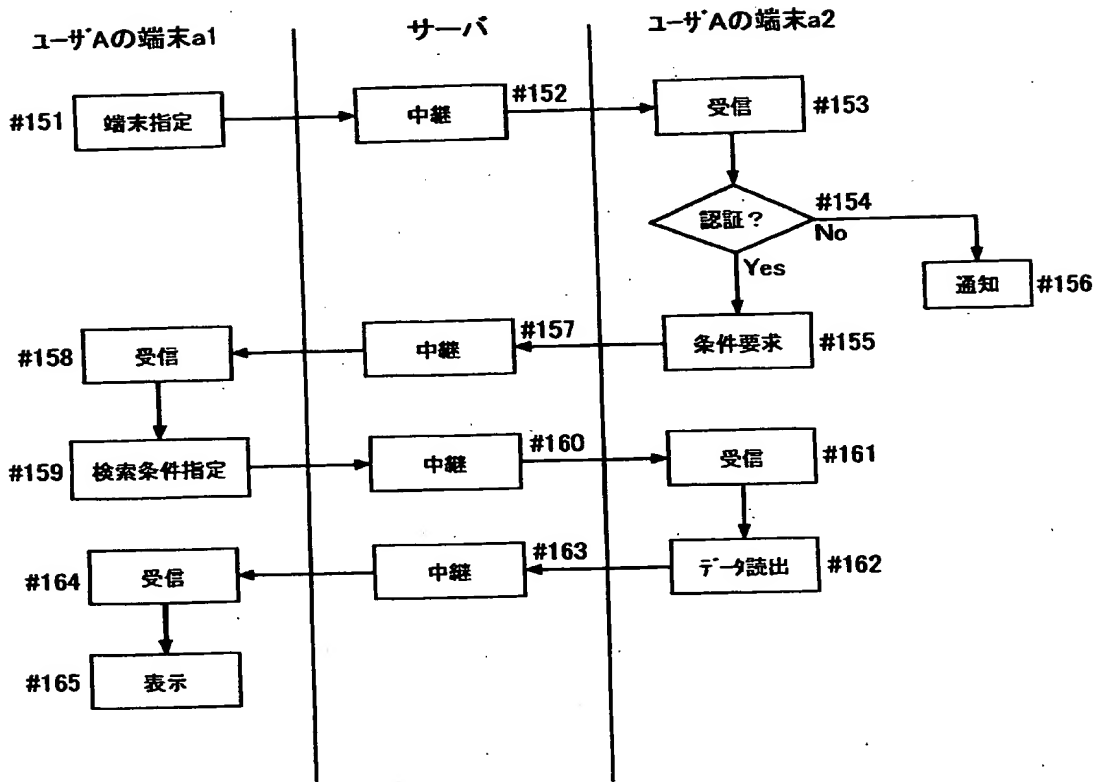 ユーザAの端末a1 サーバ ユーザAの端末a2
#151 端末指定 中継 #152 受信 #153
認証? #154
No
Yes
通知 #156
#158 受信 中継 #157 条件要求 #155
#159 検索条件指定 中継 #160 受信 #161
#164 受信 中継 #163 データ読出 #162
#165 表示